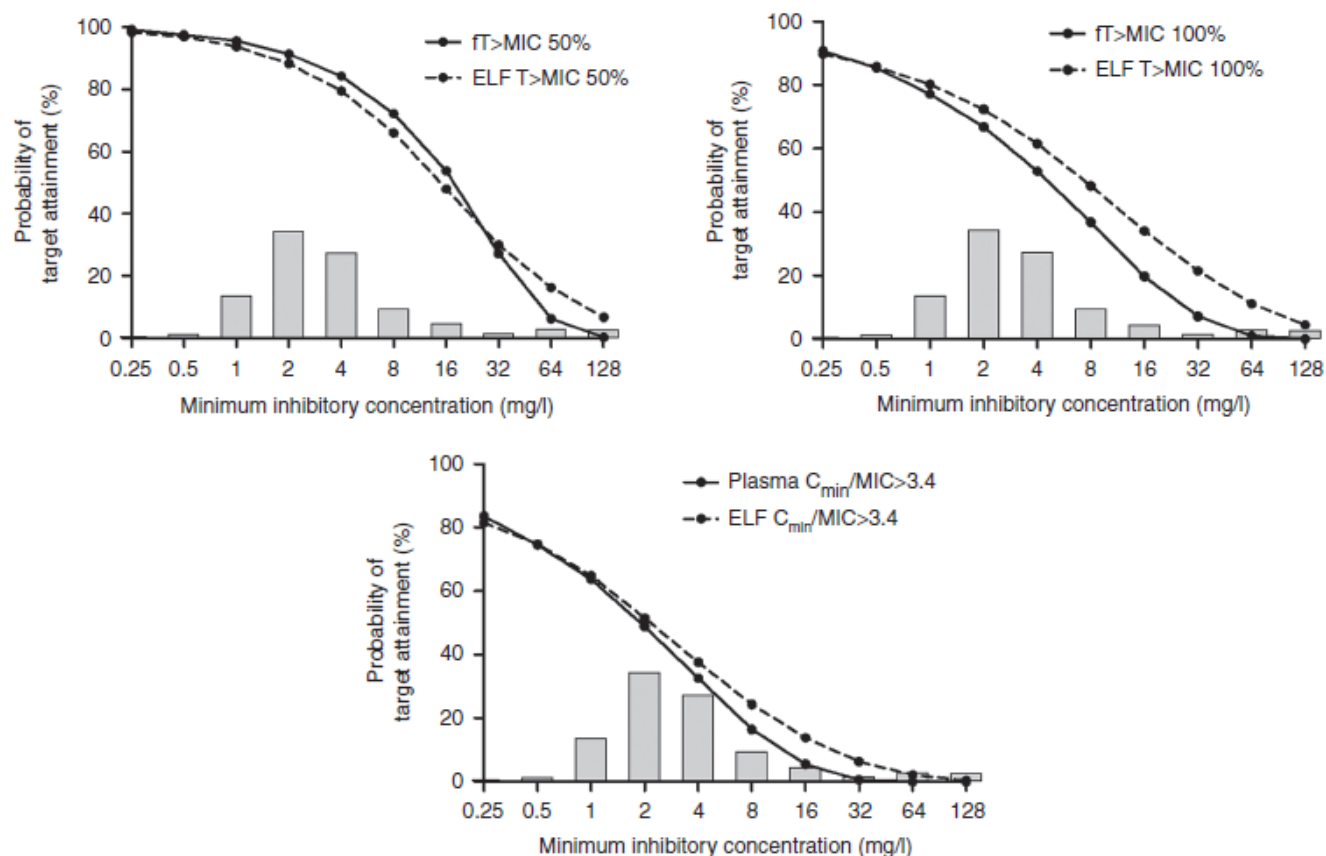 100
80
60
40
20
0
Probability of
target attainment (%)
fT>MIC 50%
ELF T>MIC 50%
0.25 0.5 1 2 4 8 16 32 64 128
Minimum inhibitory concentration (mg/l)
100
80
60
40
20
0
Probability of
target attainment (%)
fT>MIC 100%
ELF T>MIC 100%
0.25 0.5 1 2 4 8 16 32 64 128
Minimum inhibitory concentration (mg/l)
100
80
60
40
20
0
Probability of
target attainment (%)
Plasma Cmin/MIC>3.4
ELF Cmin/MIC>3.4
0.25 0.5 1 2 4 8 16 32 64 128
Minimum inhibitory concentration (mg/l)